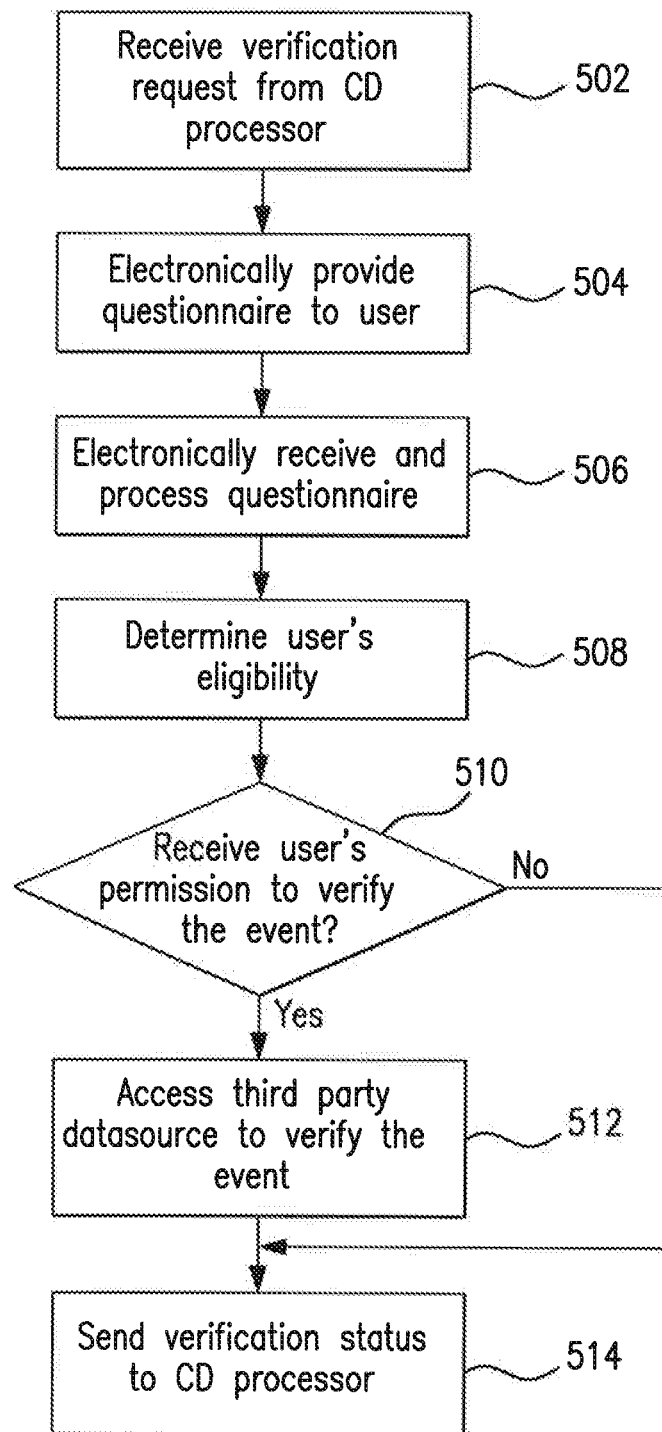 Receive verification
request from CD
processor
502
Electronically provide
questionnaire to user
504
Electronically receive and
process questionnaire
506
Determine user's
eligibility
508
510
Receive user's
permission to verify
the event?
No
Yes
Access third party
datasource to verify the
event
512
Send verification status
to CD processor
514